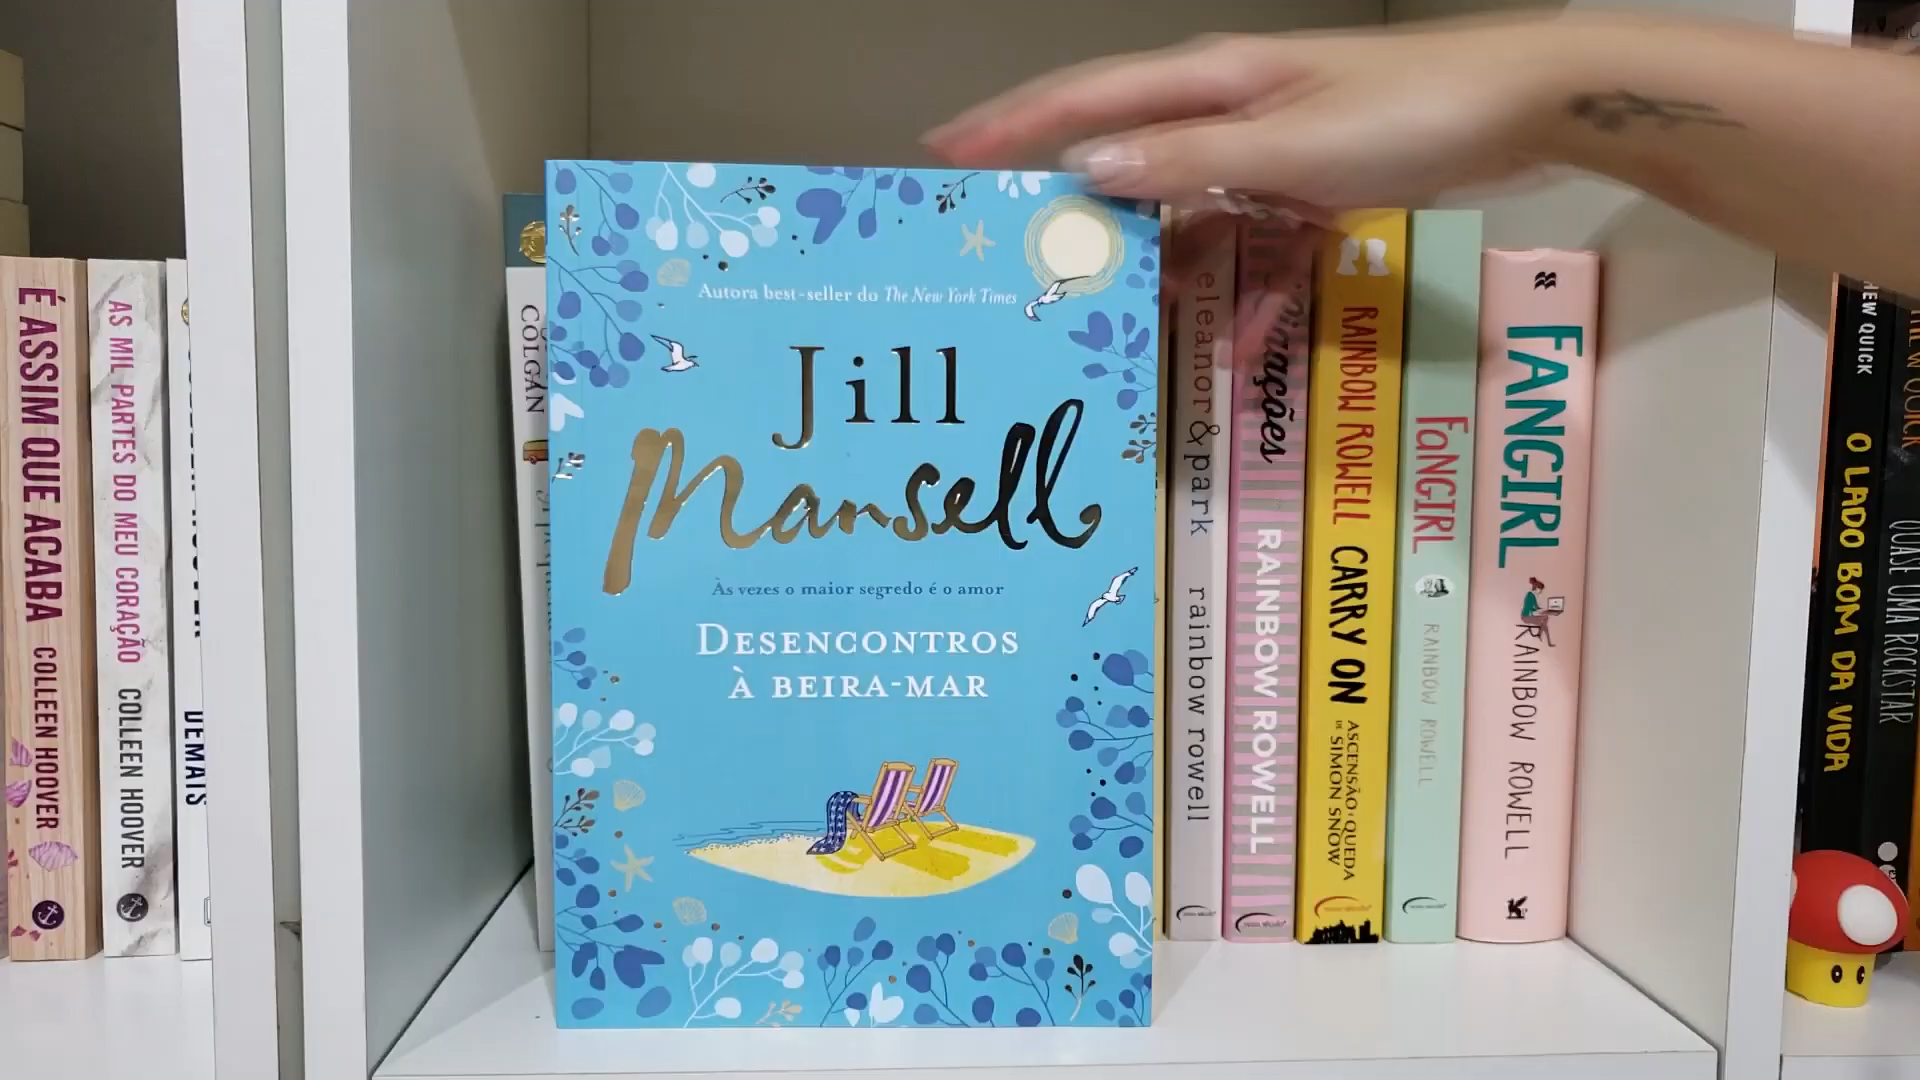 É ASSIM QUE ACABA COLLEEN HOOVER
AS MIL PARTES DO MEU CORAÇÃO COLLEEN HOOVER
DEMAIS
COLGAN
Autora best-seller do The New York Times
Jill
Mansell
Às vezes o maior segredo é o amor
DESENCONTROS
À BEIRA-MAR
eleanor&park rainbow rowell
RAINBOW ROWELL
RAINBOW ROWELL CARRY ON
ASCENSÃO E QUEDA
DE SIMON SNOW
FANGIRL RAINBOW ROWELL
FANGIRL RAINBOW ROWELL
HEW QUICK O LADO BOM DA VIDA
QUASE UMA ROCKSTAR